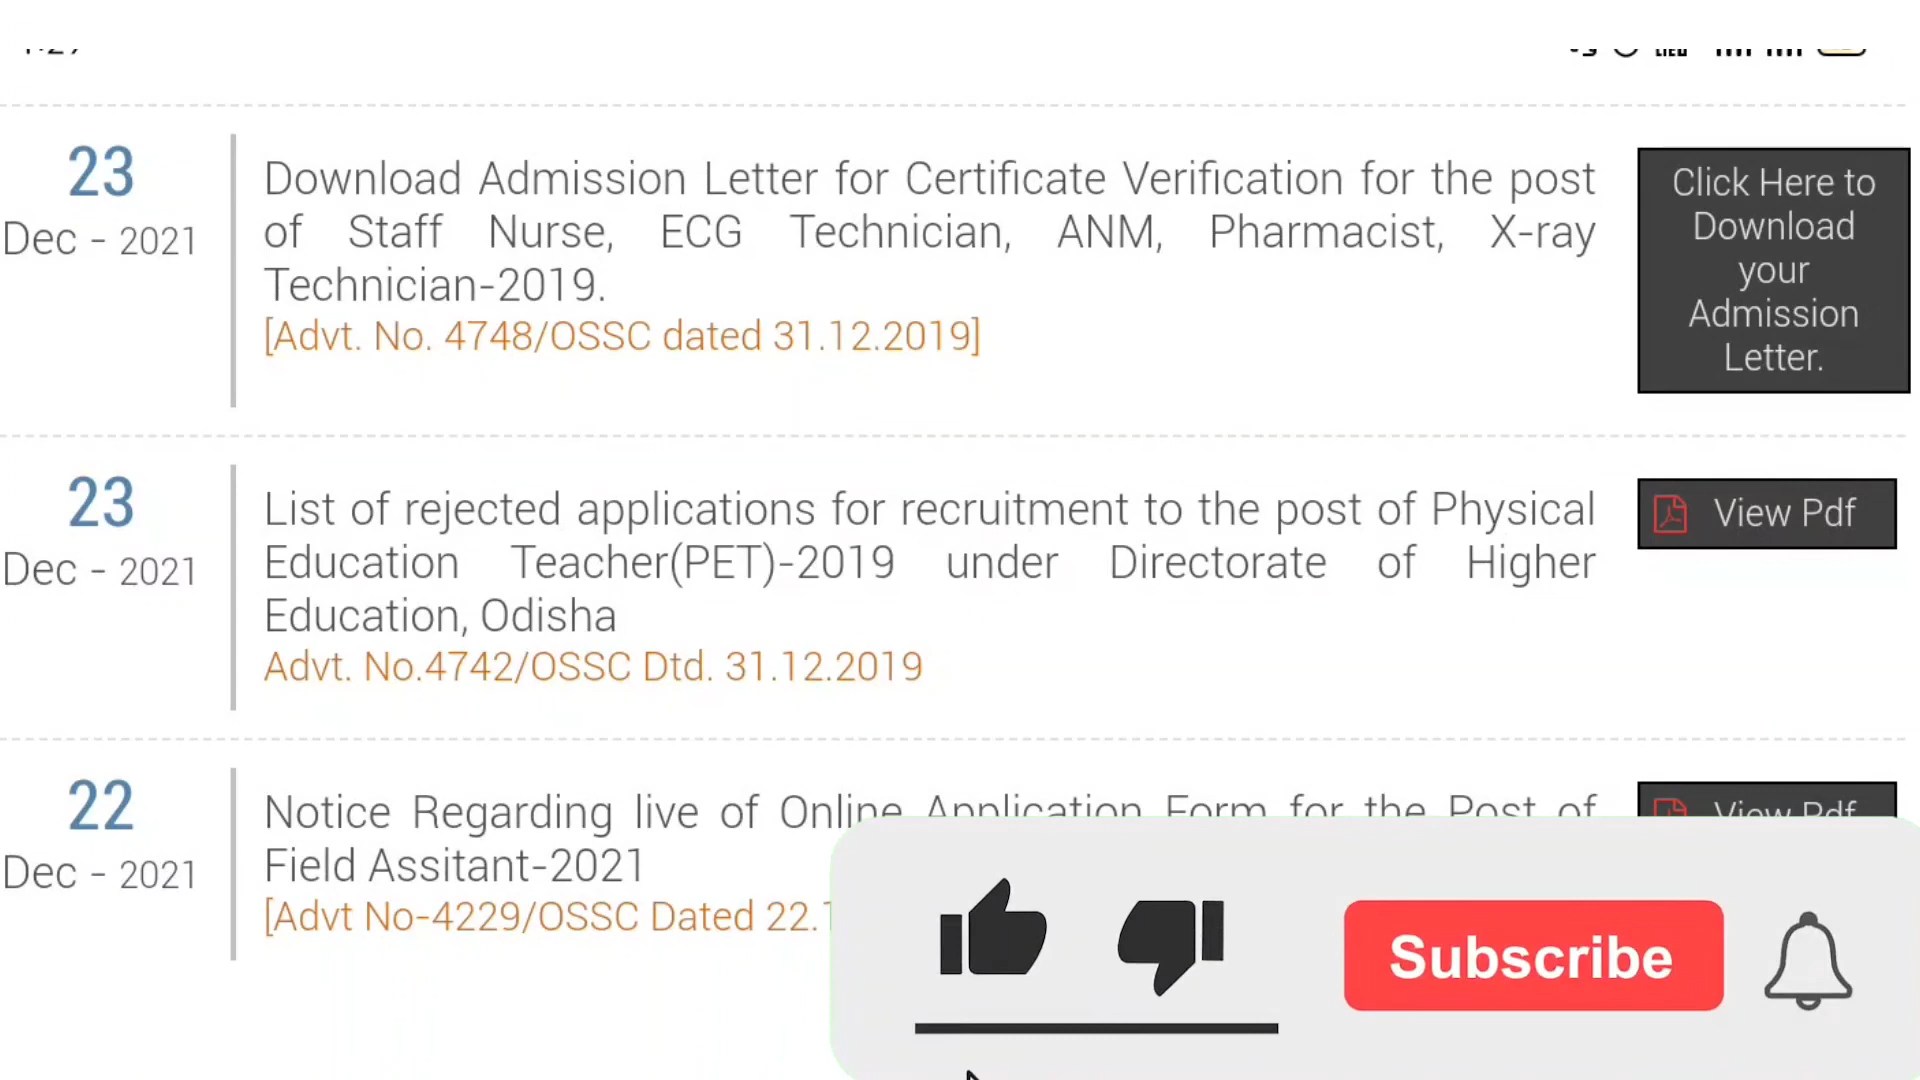 23
Dec - 2021
Download Admission Letter for Certificate Verification for the post
of Staff Nurse, ECG Technician, ANM, Pharmacist, X-ray
Technician-2019.
[Advt. No. 4748/OSSC dated 31.12.2019]
Click Here to
Download
your
Admission
Letter.
23
Dec - 2021
List of rejected applications for recruitment to the post of Physical
Education Teacher(PET)-2019 under Directorate of Higher
Education, Odisha
Advt. No.4742/OSSC Dtd. 31.12.2019
View Pdf
22
Dec - 2021
Notice Regarding live of Online Application Form for the Post of
Field Assitant-2021
[Advt No-4229/OSSC Dated 22.
View Pdf
Subscribe